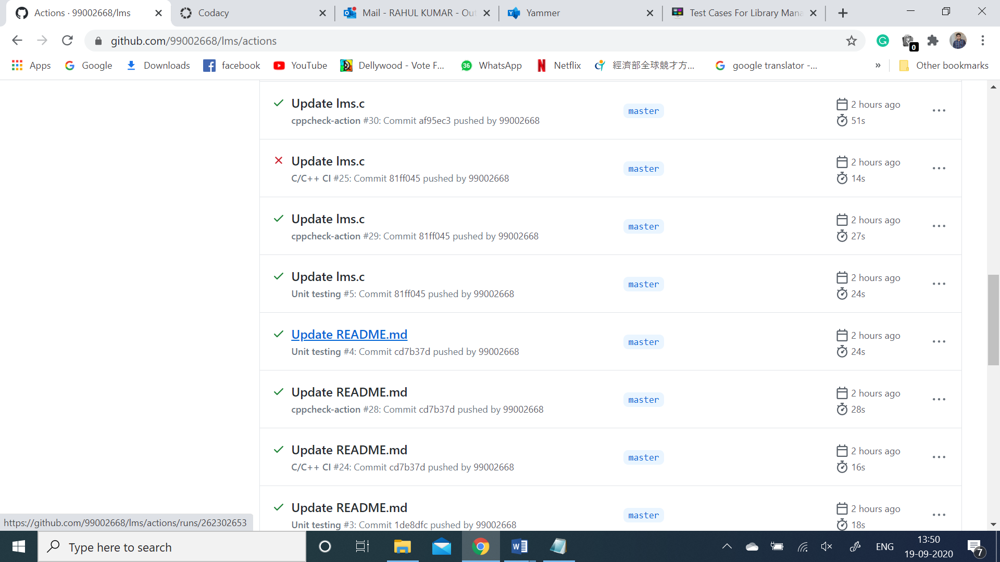 Actions · 99002668/lms
Codacy
Mail - RAHUL KUMAR - Out
Yammer
Test Cases For Library Mana
github.com/99002668/lms/actions
0
Apps
Google
Downloads
facebook
YouTube
Dellywood - Vote F...
36
WhatsApp
Netflix
經濟部全球競才方...
google translator -...
»
Other bookmarks
Update lms.c
cppcheck-action #30: Commit af95ec3 pushed by 99002668
master
2 hours ago
51s
Update lms.c
C/C++ CI #25: Commit 81ff045 pushed by 99002668
master
2 hours ago
14s
Update lms.c
cppcheck-action #29: Commit 81ff045 pushed by 99002668
master
2 hours ago
27s
Update lms.c
Unit testing #5: Commit 81ff045 pushed by 99002668
master
2 hours ago
24s
Update README.md
Unit testing #4: Commit cd7b37d pushed by 99002668
master
2 hours ago
24s
Update README.md
cppcheck-action #28: Commit cd7b37d pushed by 99002668
master
2 hours ago
28s
Update README.md
C/C++ CI #24: Commit cd7b37d pushed by 99002668
master
2 hours ago
16s
Update README.md
Unit testing #3: Commit 1de8dfc pushed by 99002668
master
2 hours ago
18s
https://github.com/99002668/lms/actions/runs/262302653
Type here to search
ENG
13:50
19-09-2020
7